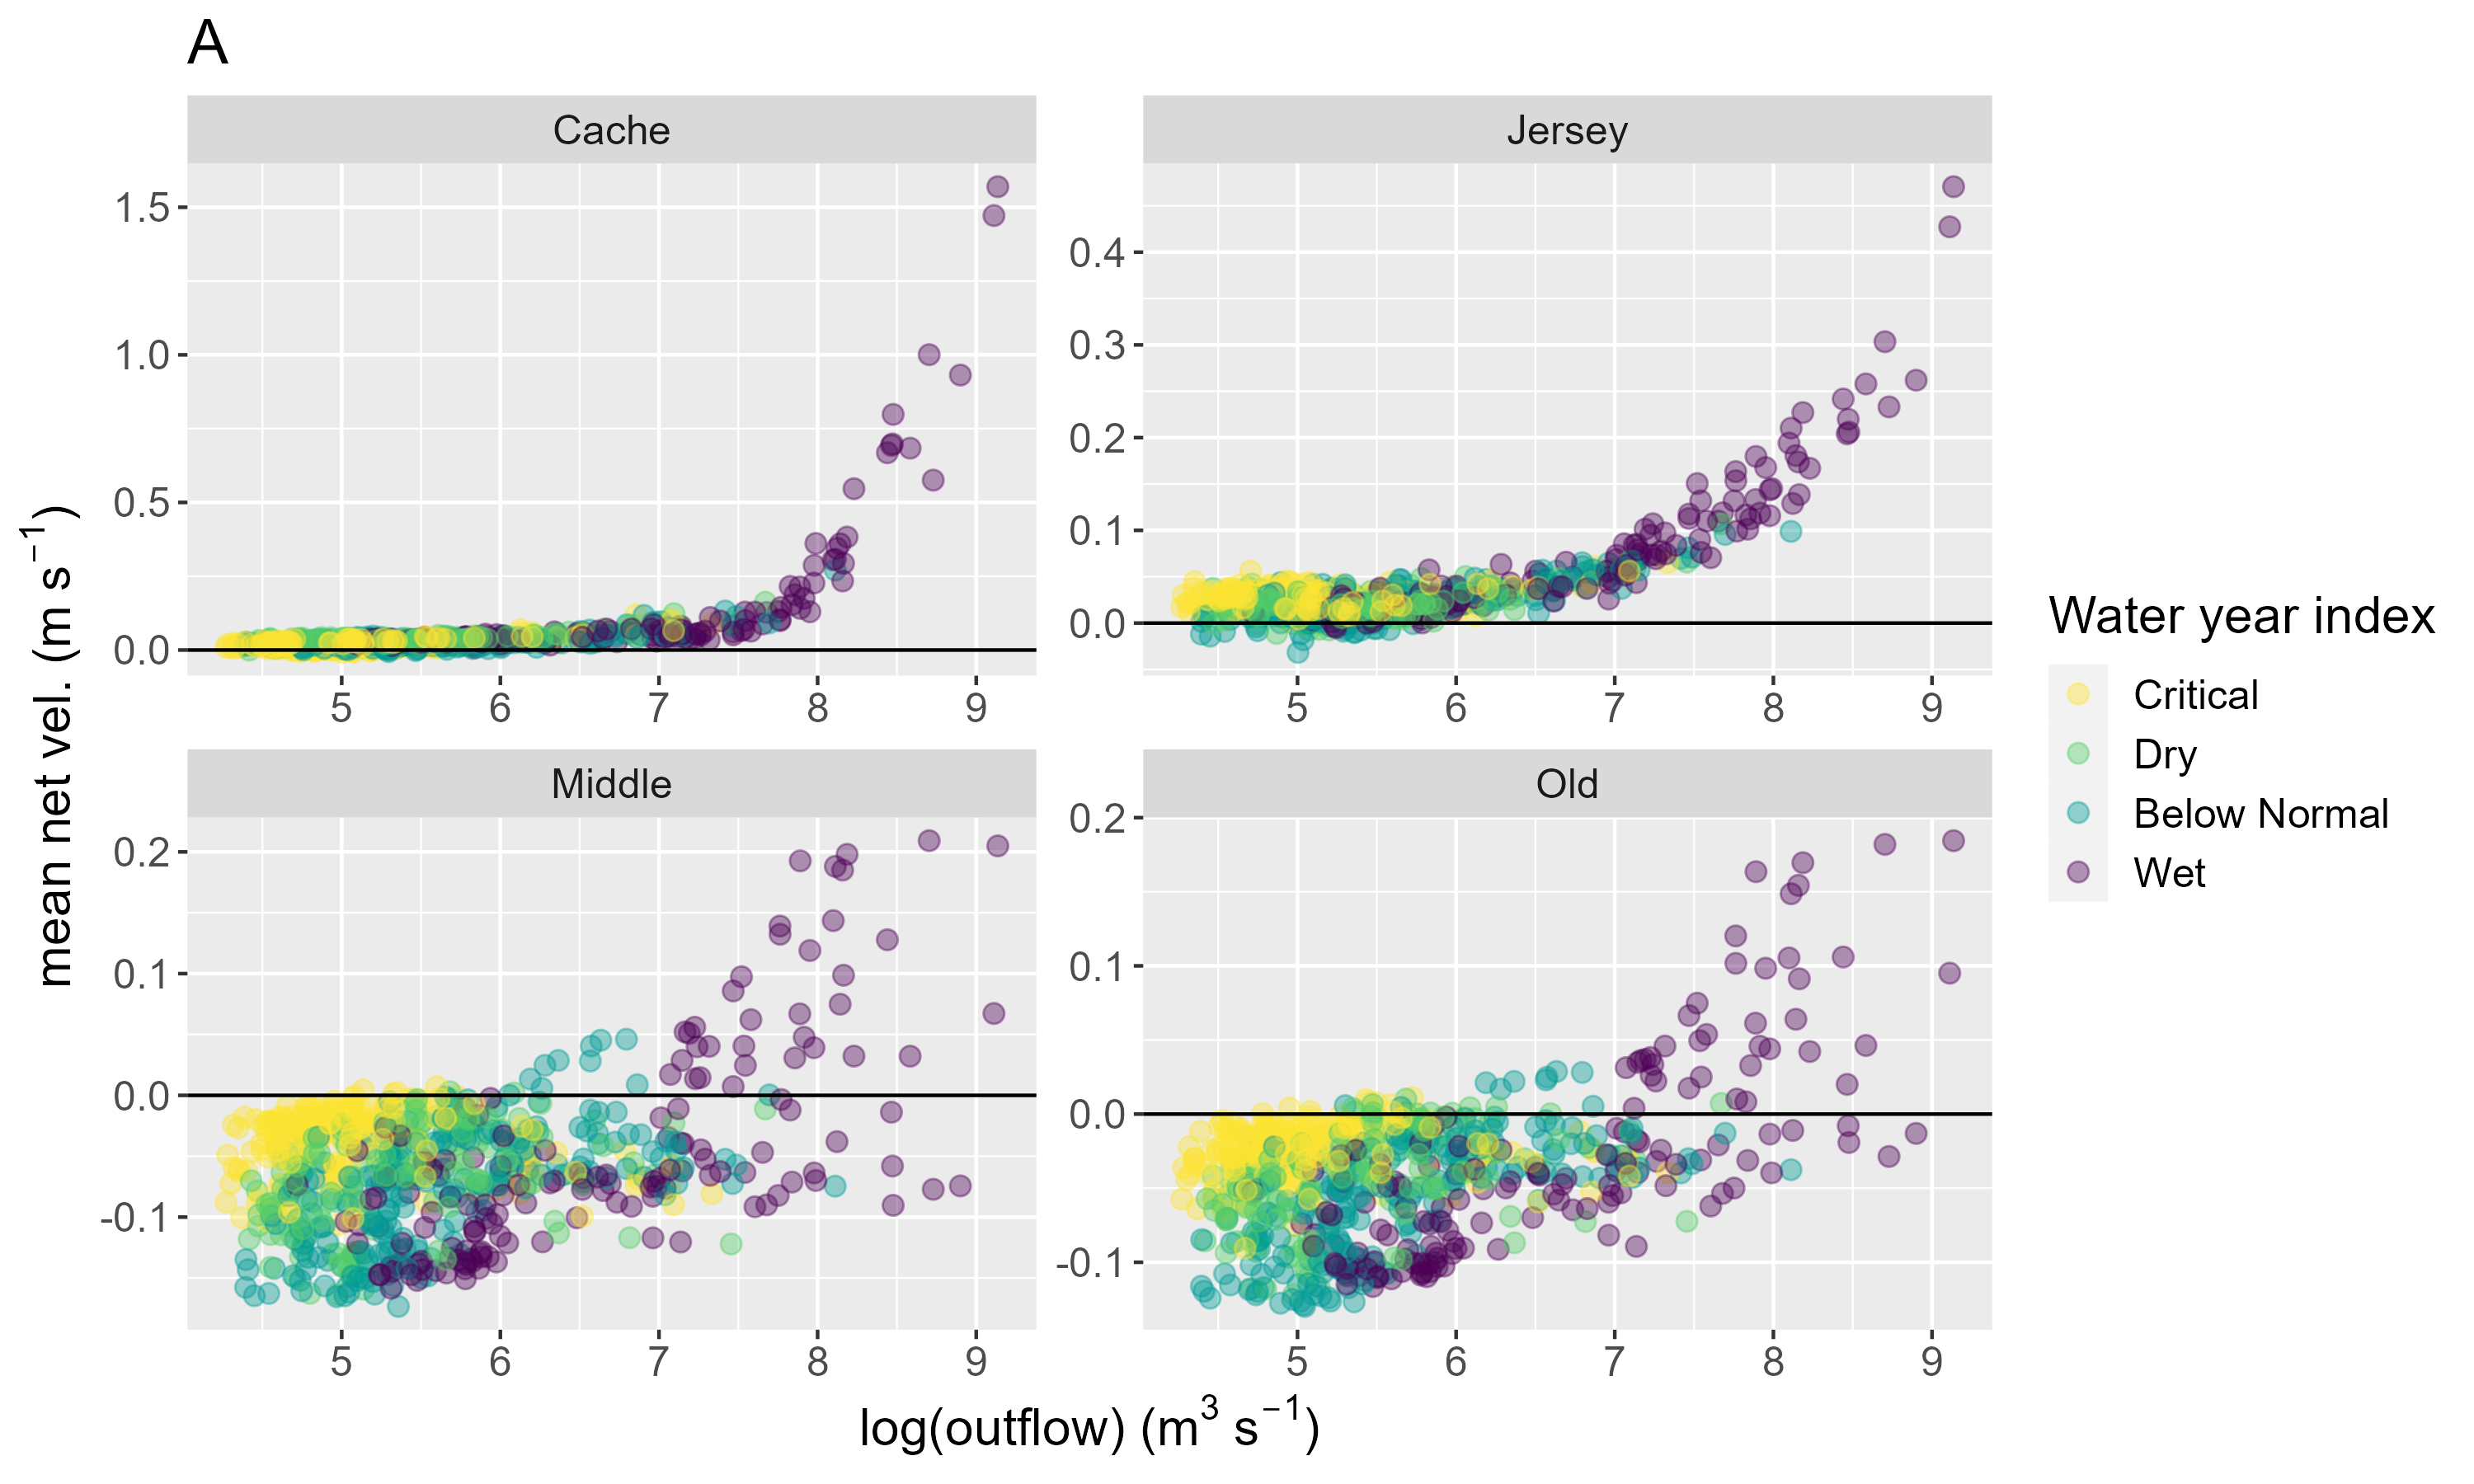 A
Cache
Jersey
1.5
1.0
0.5
0.0
0.4
0.3
0.2
0.1
0.0
5 6 7 8 9
5 6 7 8 9
Middle
Old
0.2
0.1
0.0
-0.1
0.2
0.1
0.0
-0.1
5 6 7 8 9
5 6 7 8 9
mean net vel. (m s⁻¹)
log(outflow) (m³ s⁻¹)
Water year index
Critical
Dry
Below Normal
Wet